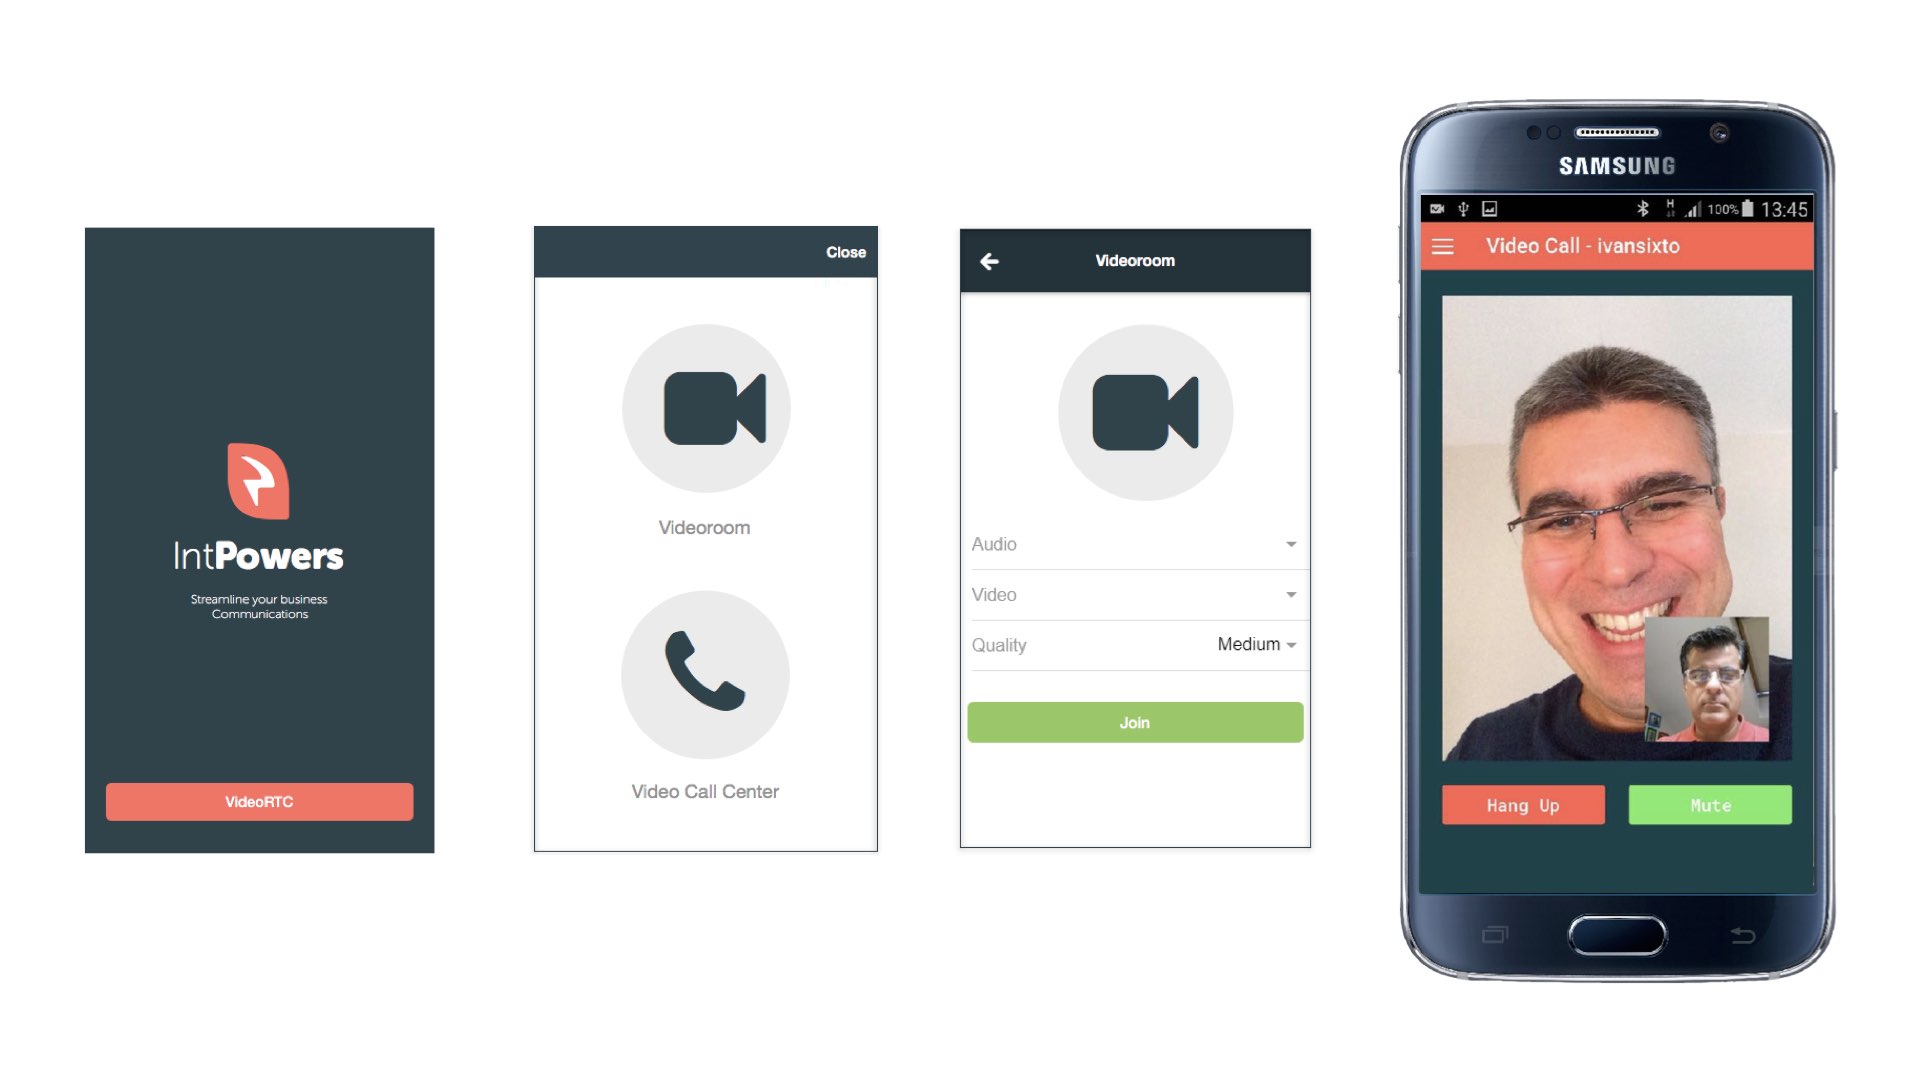 IntPowers
Streamline your business
Communications
VideoRTC
Close
Videoroom
Video Call Center
Videoroom
Audio
Video
Quality Medium
Join
SAMSUNG
H 100% 13:45
Video Call - ivansixto
Hang Up Mute